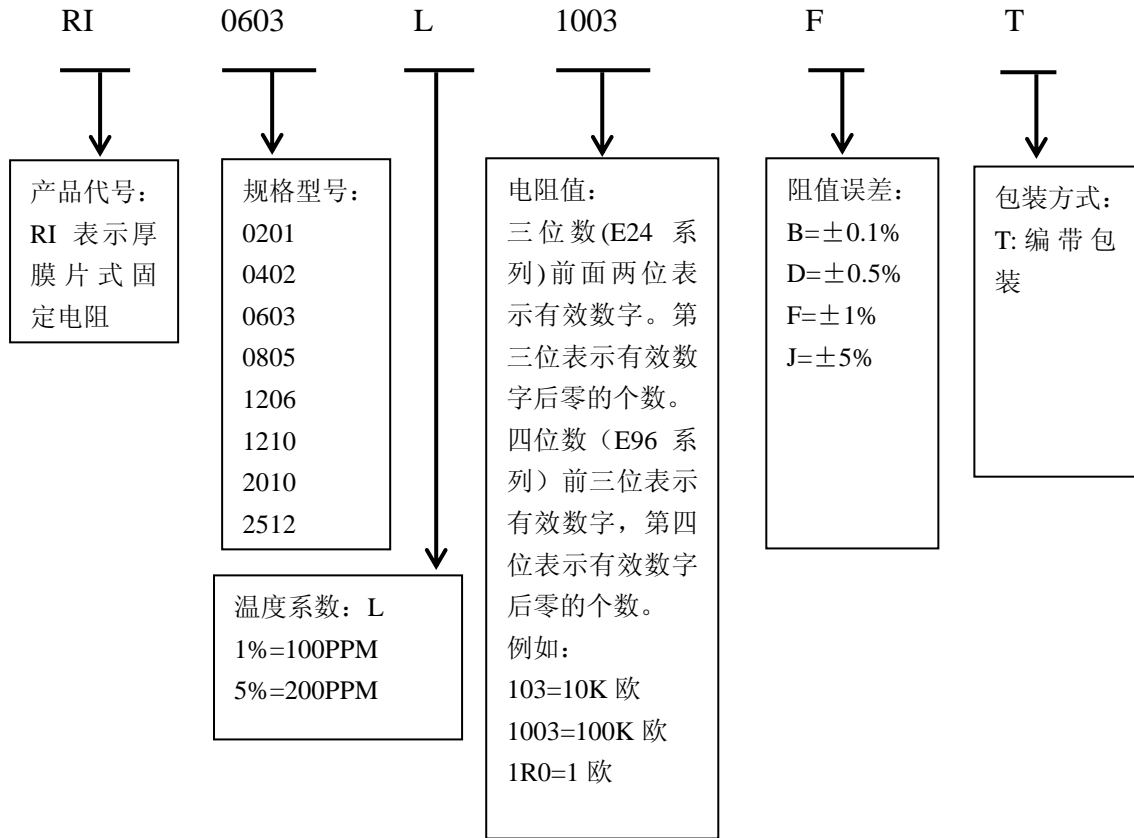 RI 0603 L 1003 F T
产品代号：
RI 表示厚
膜片式固
定电阻
规格型号：
0201
0402
0603
0805
1206
1210
2010
2512
温度系数：L
1%=100PPM
5%=200PPM
电阻值：
三位数(E24 系
列)前面两位表
示有效数字。第
三位表示有效数
字后零的个数。
四位数（E96 系
列）前三位表示
有效数字，第四
位表示有效数字
后零的个数。
例如：
103=10K 欧
1003=100K 欧
1R0=1 欧
阻值误差：
B=±0.1%
D=±0.5%
F=±1%
J=±5%
包装方式：
T:编带包
装